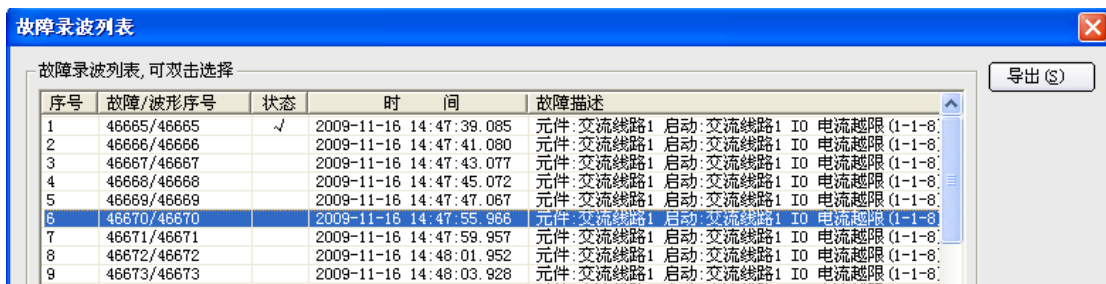 故障录波列表
故障录波列表,可双击选择
导出(S)
序号 故障/波形序号 状态 时 间 故障描述
1 46665/46665 √ 2009-11-16 14:47:39.085 元件:交流线路1 启动:交流线路1 I0 电流越限(1-1-8)
2 46666/46666 2009-11-16 14:47:41.080 元件:交流线路1 启动:交流线路1 I0 电流越限(1-1-8)
3 46667/46667 2009-11-16 14:47:43.077 元件:交流线路1 启动:交流线路1 I0 电流越限(1-1-8)
4 46668/46668 2009-11-16 14:47:45.072 元件:交流线路1 启动:交流线路1 I0 电流越限(1-1-8)
5 46669/46669 2009-11-16 14:47:47.067 元件:交流线路1 启动:交流线路1 I0 电流越限(1-1-8)
6 46670/46670 2009-11-16 14:47:55.966 元件:交流线路1 启动:交流线路1 I0 电流越限(1-1-8)
7 46671/46671 2009-11-16 14:47:59.957 元件:交流线路1 启动:交流线路1 I0 电流越限(1-1-8)
8 46672/46672 2009-11-16 14:48:01.952 元件:交流线路1 启动:交流线路1 I0 电流越限(1-1-8)
9 46673/46673 2009-11-16 14:48:03.928 元件:交流线路1 启动:交流线路1 I0 电流越限(1-1-8)